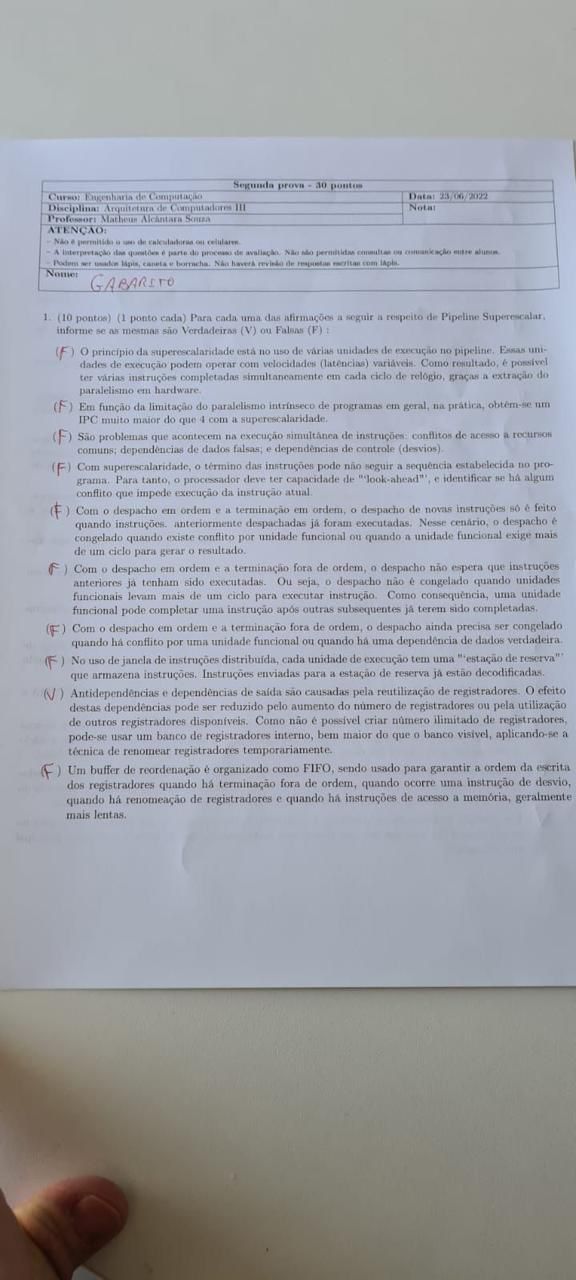 Segunda prova - 30 pontos
Curso: Engenharia de Computação
Data: 23/06/2022
Disciplina: Arquitetura de Computadores III
Nota:
Professor: Matheus Alcântara Souza
ATENÇÃO:
- Não é permitido o uso de calculadoras ou celulares.
- A interpretação das questões é parte do processo de avaliação. Não são permitidas consultas ou comunicação entre alunos.
- Podem ser usados lápis, caneta e borracha. Não haverá revisão de respostas escritas com lápis.
Nome: GABARITO
1. (10 pontos) (1 ponto cada) Para cada uma das afirmações a seguir a respeito de Pipeline Superescalar,
informe se as mesmas são Verdadeiras (V) ou Falsas (F) :
(F) O princípio da superescalaridade está no uso de várias unidades de execução no pipeline. Essas uni-
dades de execução podem operar com velocidades (latências) variáveis. Como resultado, é possível
ter várias instruções completadas simultaneamente em cada ciclo de relógio, graças a extração do
paralelismo em hardware.
(F) Em função da limitação do paralelismo intrínseco de programas em geral, na prática, obtém-se um
IPC muito maior do que 4 com a superescalaridade.
(F) São problemas que acontecem na execução simultânea de instruções: conflitos de acesso a recursos
comuns; dependências de dados falsas; e dependências de controle (desvios).
(F) Com superescalaridade, o término das instruções pode não seguir a sequência estabelecida no pro-
grama. Para tanto, o processador deve ter capacidade de "'look-ahead"', e identificar se há algum
conflito que impede execução da instrução atual.
(F) Com o despacho em ordem e a terminação em ordem, o despacho de novas instruções só é feito
quando instruções. anteriormente despachadas já foram executadas. Nesse cenário, o despacho é
congelado quando existe conflito por unidade funcional ou quando a unidade funcional exige mais
de um ciclo para gerar o resultado.
(F) Com o despacho em ordem e a terminação fora de ordem, o despacho não espera que instruções
anteriores já tenham sido executadas. Ou seja, o despacho não é congelado quando unidades
funcionais levam mais de um ciclo para executar instrução. Como consequência, uma unidade
funcional pode completar uma instrução após outras subsequentes já terem sido completadas.
(F) Com o despacho em ordem e a terminação fora de ordem, o despacho ainda precisa ser congelado
quando há conflito por uma unidade funcional ou quando há uma dependência de dados verdadeira.
(F) No uso de janela de instruções distribuída, cada unidade de execução tem uma "'estação de reserva"'
que armazena instruções. Instruções enviadas para a estação de reserva já estão decodificadas.
(V) Antidependências e dependências de saída são causadas pela reutilização de registradores. O efeito
destas dependências pode ser reduzido pelo aumento do número de registradores ou pela utilização
de outros registradores disponíveis. Como não é possível criar número ilimitado de registradores,
pode-se usar um banco de registradores interno, bem maior do que o banco visível, aplicando-se a
técnica de renomear registradores temporariamente.
(F) Um buffer de reordenação é organizado como FIFO, sendo usado para garantir a ordem da escrita
dos registradores quando há terminação fora de ordem, quando ocorre uma instrução de desvio,
quando há renomeação de registradores e quando há instruções de acesso a memória, geralmente
mais lentas.